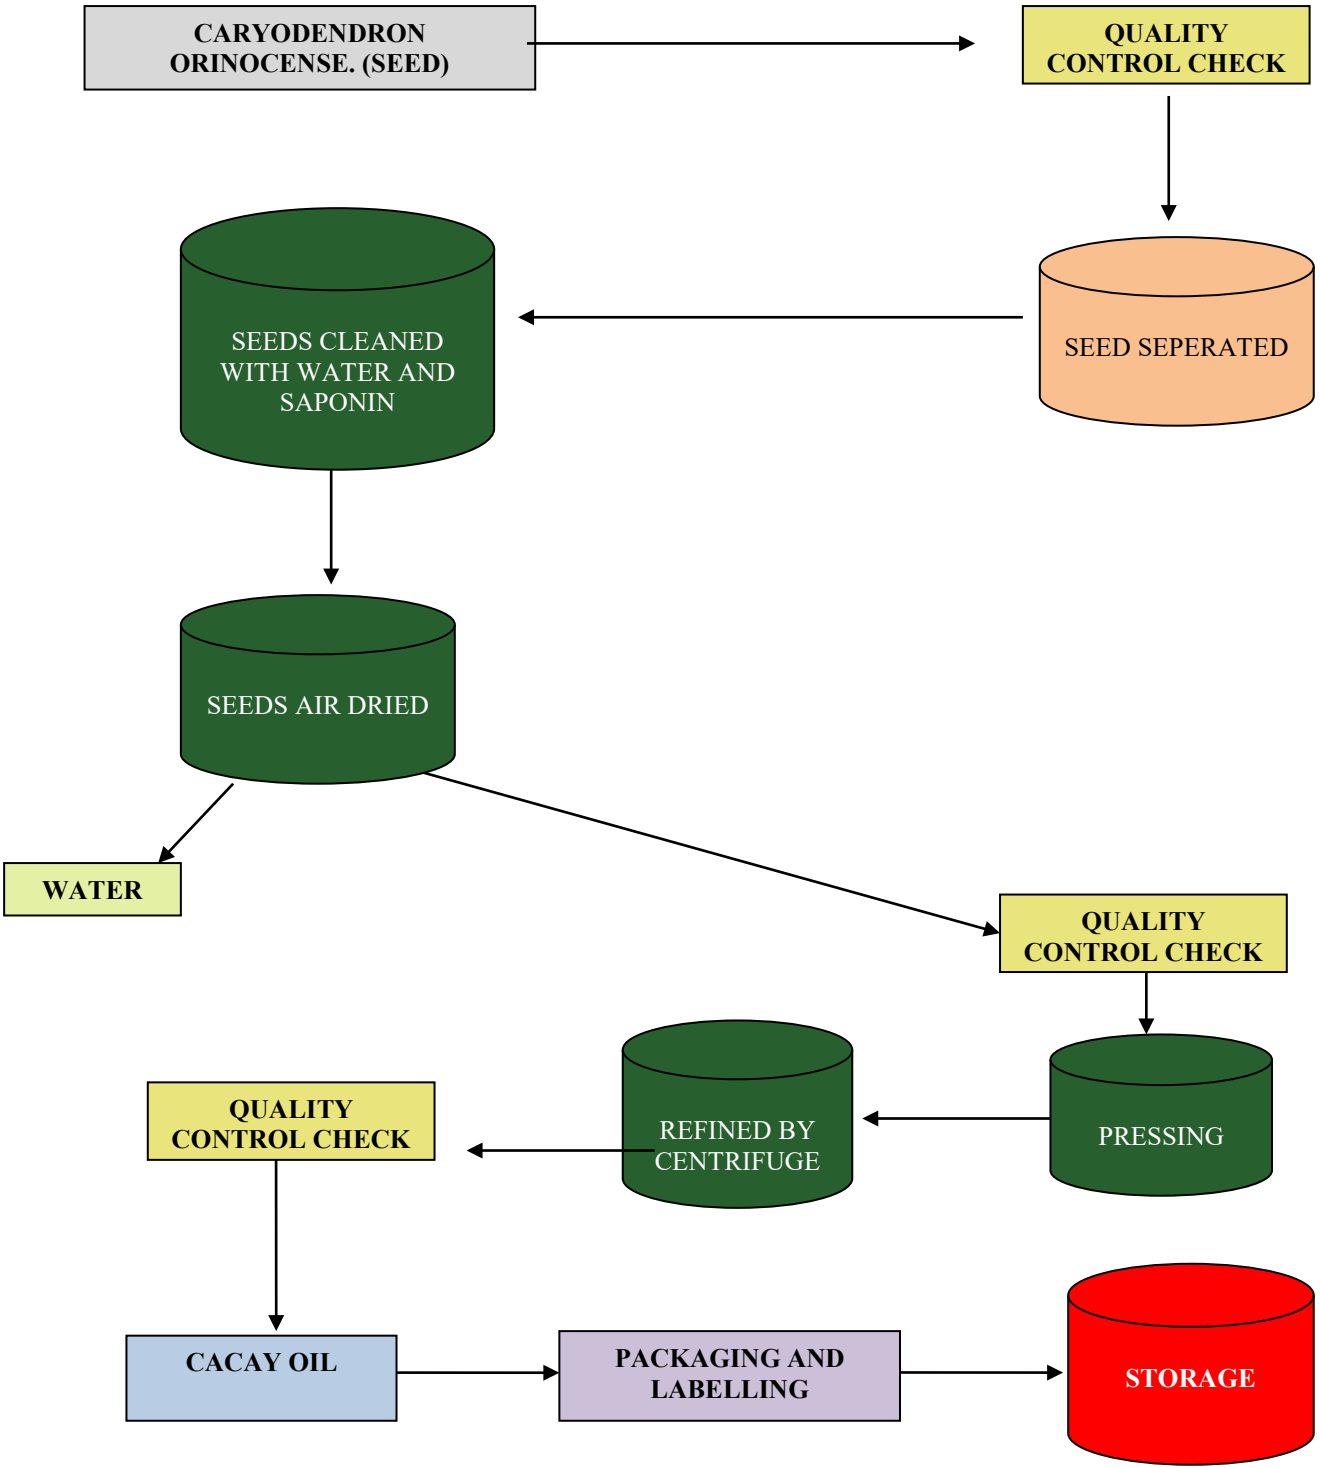 CARYODENDRON
ORINOCENSE. (SEED)
QUALITY
CONTROL CHECK
SEED SEPERATED
SEEDS CLEANED
WITH WATER AND
SAPONIN
SEEDS AIR DRIED
WATER
QUALITY
CONTROL CHECK
PRESSING
REFINED BY
CENTRIFUGE
QUALITY
CONTROL CHECK
CACAY OIL
PACKAGING AND
LABELLING
STORAGE